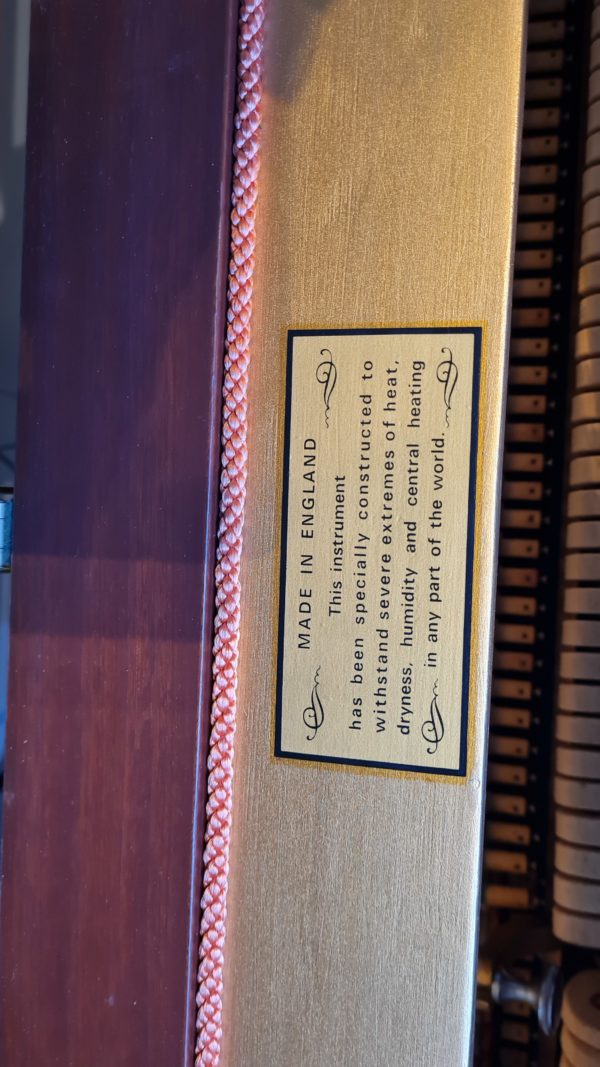 MADE IN ENGLAND
This instrument
has been specially constructed to
withstand severe extremes of heat,
dryness, humidity and central heating
in any part of the world.